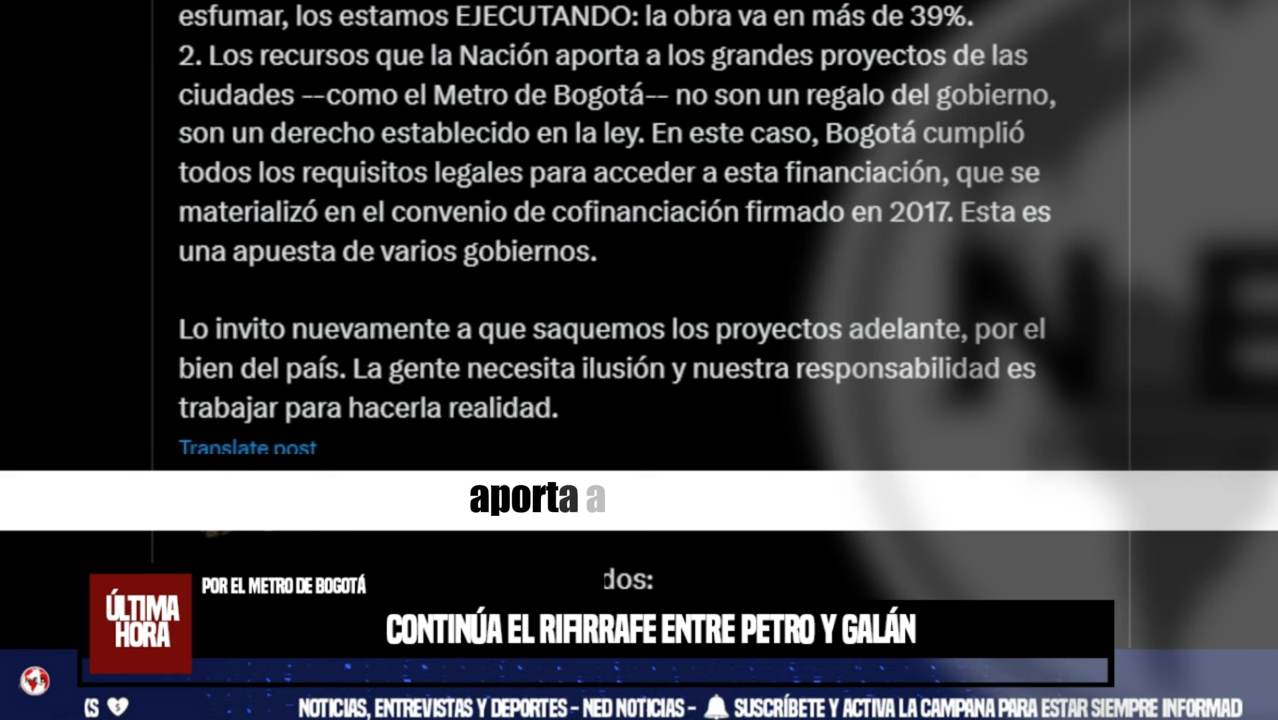 esfumar, los estamos EJECUTANDO: la obra va en más de 39%.
2. Los recursos que la Nación aporta a los grandes proyectos de las
ciudades --como el Metro de Bogotá-- no son un regalo del gobierno,
son un derecho establecido en la ley. En este caso, Bogotá cumplió
todos los requisitos legales para acceder a esta financiación, que se
materializó en el convenio de cofinanciación firmado en 2017. Esta es
una apuesta de varios gobiernos.
Lo invito nuevamente a que saquemos los proyectos adelante, por el
bien del país. La gente necesita ilusión y nuestra responsabilidad es
trabajar para hacerla realidad.
Translate post
NE
aporta a
dos:
ÚLTIMA
HORA
POR EL METRO DE BOGOTÁ
CONTINÚA EL RIFIRRAFE ENTRE PETRO Y GALÁN
CS
NOTICIAS, ENTREVISTAS Y DEPORTES - NED NOTICIAS - 🔔 SUSCRÍBETE Y ACTIVA LA CAMPANA PARA ESTAR SIEMPRE INFORMAD